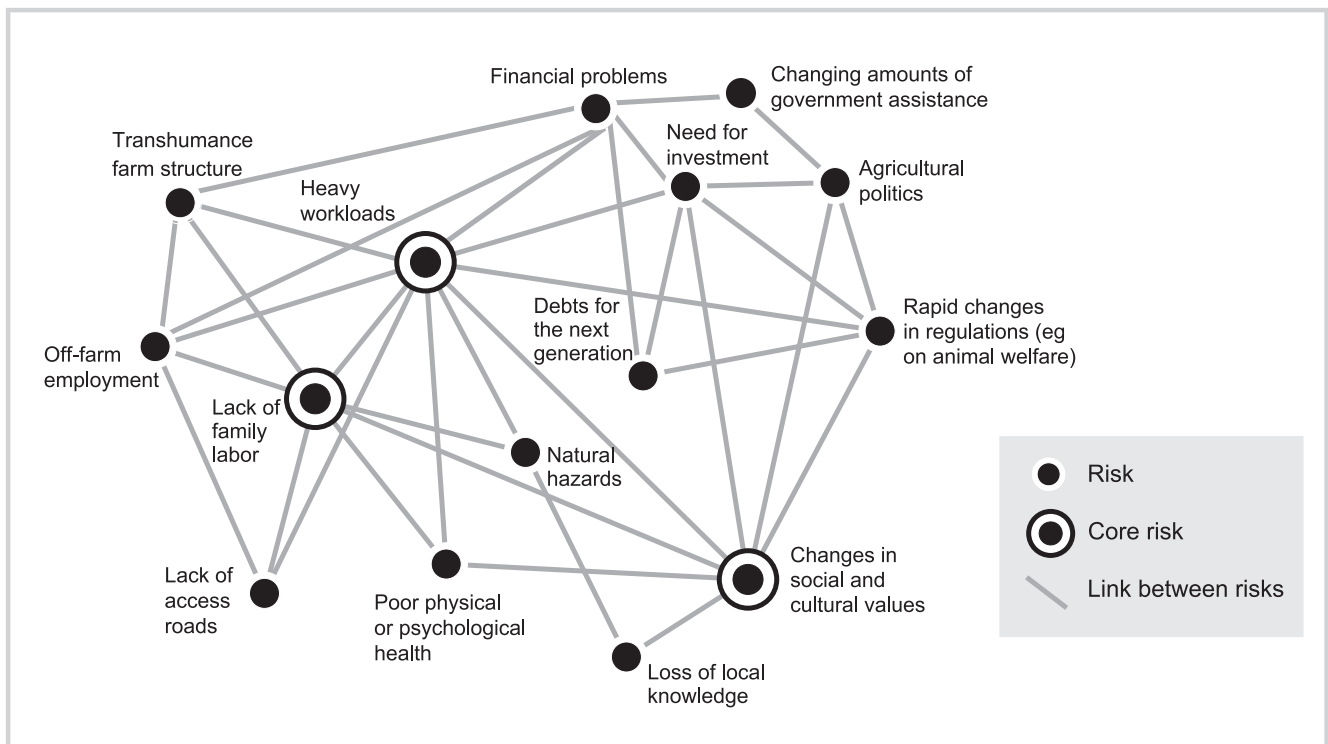 Financial problems
Changing amounts of
government assistance
Transhumance
farm structure
Need for
investment
Agricultural
politics
Heavy
workloads
Debts for
the next
generation
Rapid changes
in regulations (eg
on animal welfare)
Off-farm
employment
Lack of
family
labor
Natural
hazards
Lack of
access
roads
Poor physical
or psychological
health
Changes in
social and
cultural values
Loss of local
knowledge
Risk
Core risk
Link between risks